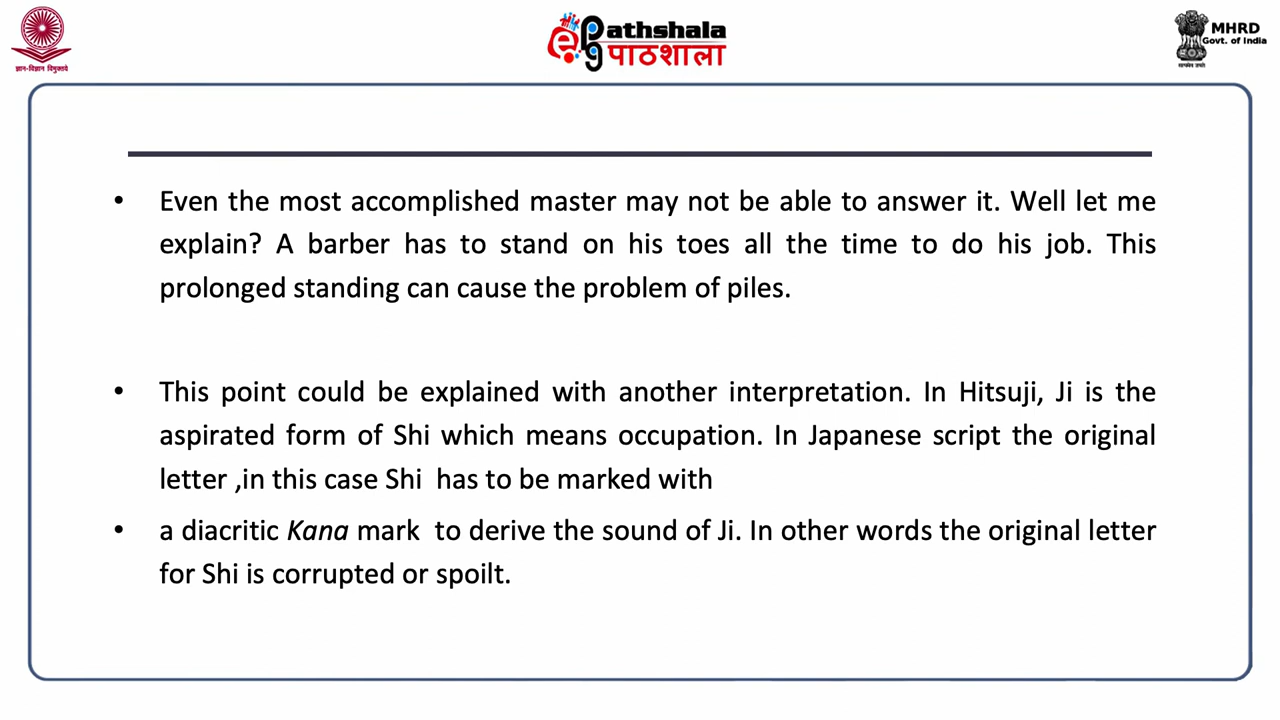 ज्ञान-विज्ञान विमुक्तये
epg Pathshala
पाठशाला
MHRD
Govt. of India
सत्यमेव जयते
• Even the most accomplished master may not be able to answer it. Well let me
explain? A barber has to stand on his toes all the time to do his job. This
prolonged standing can cause the problem of piles.
• This point could be explained with another interpretation. In Hitsuji, Ji is the
aspirated form of Shi which means occupation. In Japanese script the original
letter ,in this case Shi has to be marked with
• a diacritic Kana mark to derive the sound of Ji. In other words the original letter
for Shi is corrupted or spoilt.